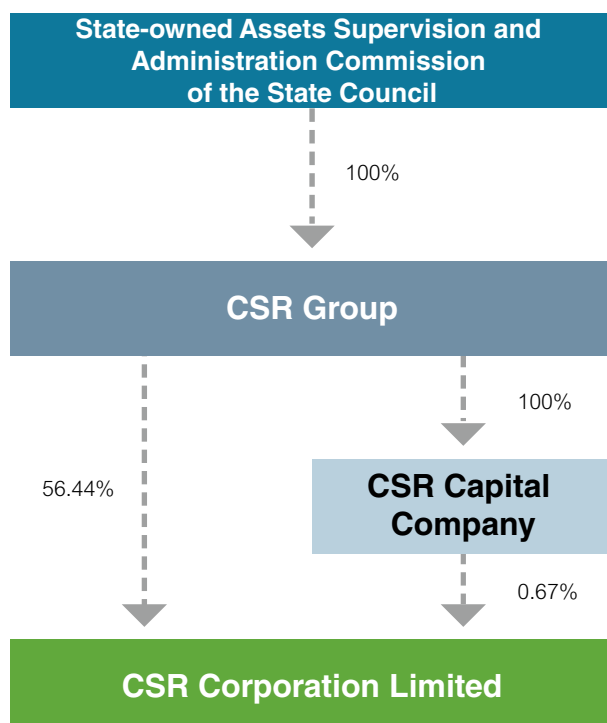 State-owned Assets Supervision and
Administration Commission
of the State Council
100%
CSR Group
100%
56.44%
CSR Capital
Company
0.67%
CSR Corporation Limited